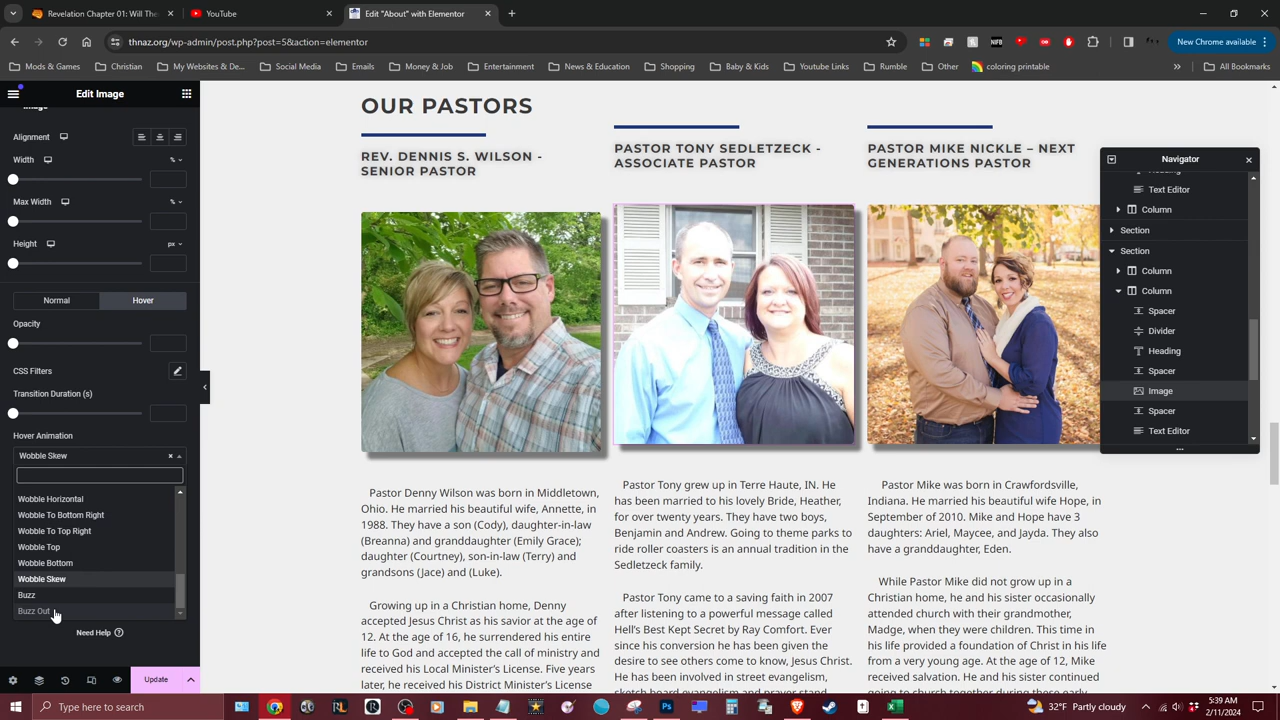 Revelation Chapter 01: Will The
YouTube
Edit "About" with Elementor
thnaz.org/wp-admin/post.php?post=5&action=elementor
New Chrome available
Mods & Games
Christian
My Websites & De...
Social Media
Emails
Money & Job
Entertainment
News & Education
Shopping
Baby & Kids
Youtube Links
Rumble
Other
coloring printable
»
All Bookmarks
Edit Image
Image
Alignment
Width
%
Max Width
%
Height
px
Normal
Hover
Opacity
CSS Filters
Transition Duration (s)
Hover Animation
Wobble Skew
Wobble Horizontal
Wobble To Bottom Right
Wobble To Top Right
Wobble Top
Wobble Bottom
Wobble Skew
Buzz
Buzz Out
Need Help
Update
OUR PASTORS
REV. DENNIS S. WILSON -
SENIOR PASTOR
Pastor Denny Wilson was born in Middletown,
Ohio. He married his beautiful wife, Annette, in
1988. They have a son (Cody), daughter-in-law
(Breanna) and granddaughter (Emily Grace);
daughter (Courtney), son-in-law (Terry) and
grandsons (Jace) and (Luke).
Growing up in a Christian home, Denny
accepted Jesus Christ as his savior at the age of
12. At the age of 16, he surrendered his entire
life to God and accepted the call of ministry and
received his Local Minister's License. Five years
later, he received his District Minister's License
PASTOR TONY SEDLETZECK -
ASSOCIATE PASTOR
Pastor Tony grew up in Terre Haute, IN. He
has been married to his lovely Bride, Heather,
for over twenty years. They have two boys,
Benjamin and Andrew. Going to theme parks to
ride roller coasters is an annual tradition in the
Sedletzeck family.
Pastor Tony came to a saving faith in 2007
after listening to a powerful message called
Hell's Best Kept Secret by Ray Comfort. Ever
since his conversion he has been given the
desire to see others come to know, Jesus Christ.
He has been involved in street evangelism,
sketch board evangelism and prayer stand
PASTOR MIKE NICKLE – NEXT
GENERATIONS PASTOR
Pastor Mike was born in Crawfordsville,
Indiana. He married his beautiful wife Hope, in
September of 2010. Mike and Hope have 3
daughters: Ariel, Maycee, and Jayda. They also
have a granddaughter, Eden.
While Pastor Mike did not grow up in a
Christian home, he and his sister occasionally
attended church with their grandmother,
Madge, when they were children. This time in
his life provided a foundation of Christ in his life
from a very young age. At the age of 12, Mike
received salvation. He and his sister continued
going to church together during these early
Navigator
Heading
Text Editor
Column
Section
Section
Column
Column
Spacer
Divider
Heading
Spacer
Image
Spacer
Text Editor
Type here to search
32°F Partly cloudy
5:39 AM
2/11/2024